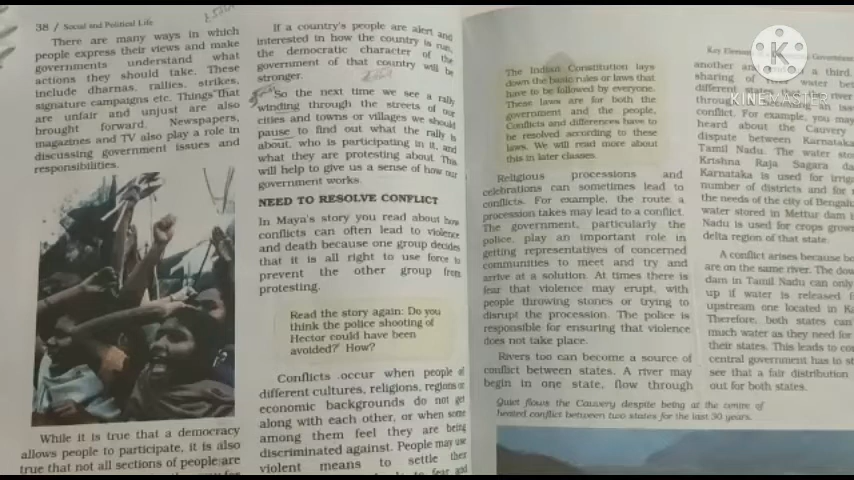 38 / Social and Political Life
There are many ways in which
people express their views and make
governments understand what
actions they should take. These
include dharnas, rallies, strikes,
signature campaigns etc. Things that
are unfair and unjust are also
brought forward. Newspapers,
magazines and TV also play a role in
discussing government issues and
responsibilities.
While it is true that a democracy
allows people to participate, it is also
true that not all sections of people are
If a country's people are alert and
interested in how the country is run,
the democratic character of the
government of that country will be
stronger.
So the next time we see a rally
winding through the streets of our
cities and towns or villages we should
pause to find out what the rally is
about, who is participating in it, and
what they are protesting about. This
will help to give us a sense of how our
government works.
NEED TO RESOLVE CONFLICT
In Maya's story you read about how
conflicts can often lead to violence
and death because one group decides
that it is all right to use force to
prevent the other group from
protesting.
Read the story again: Do you
think the police shooting of
Hector could have been
avoided? How?
Conflicts occur when people of
different cultures, religions, regions or
economic backgrounds do not get
along with each other, or when some
among them feel they are being
discriminated against. People may use
violent means to settle their
to fear and
The Indian Constitution lays
down the basic rules or laws that
have to be followed by everyone.
These laws are for both the
government and the people.
Conflicts and differences have to
be resolved according to these
laws. We will read more about
this in later classes.
Religious processions and
celebrations can sometimes lead to
conflicts. For example, the route a
procession takes may lead to a conflict.
The government, particularly the
police, play an important role in
getting representatives of concerned
communities to meet and try and
arrive at a solution. At times there is
fear that violence may erupt, with
people throwing stones or trying to
disrupt the procession. The police is
responsible for ensuring that violence
does not take place.
Rivers too can become a source of
conflict between states. A river may
begin in one state, flow through
Quiet flows the Cauvery despite being at the centre of
heated conflict between two states for the last 30 years.
Key Government
another and a third.
sharing of water
different river
through an
conflict. For example, you may
heard about the Cauvery
dispute between Karnataka
Tamil Nadu. The water
Krishna Raja Sagara
Karnataka is used for
number of districts and for
the needs of the city of
water stored in Mettur dam
Nadu is used for crops
delta region of that state.
A conflict arises because
are on the same river. The
dam in Tamil Nadu can only
up if water is released
upstream one located in
Therefore, both states can't
much water as they need for
their states. This leads to
central government has to
see that a fair distribution
out for both states.
K
KINEMASTER